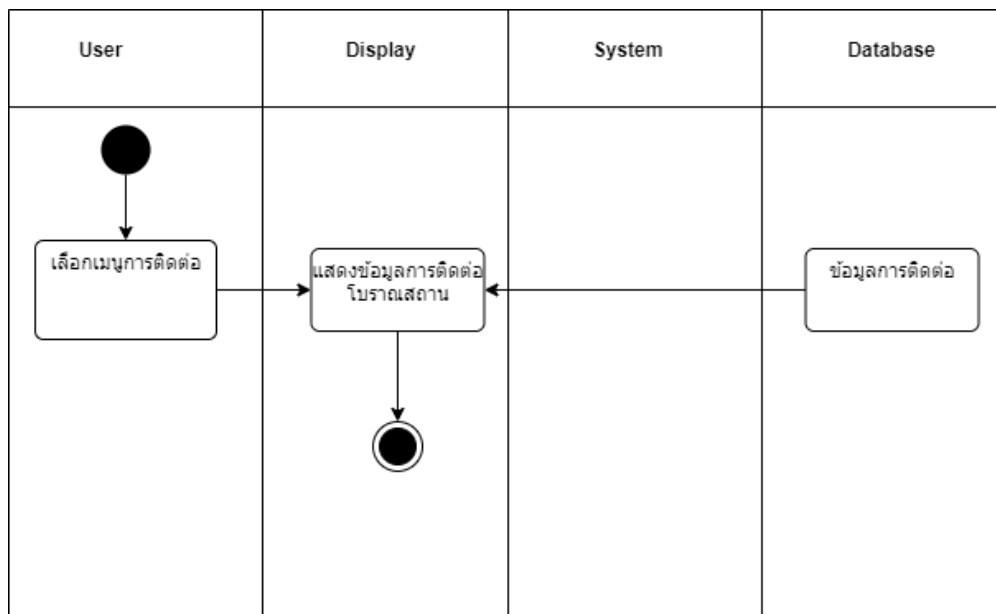 User
Display
System
Database
เลือกเมนูการติดต่อ
แสดงข้อมูลการติดต่อ
โบราณสถาน
ข้อมูลการติดต่อ